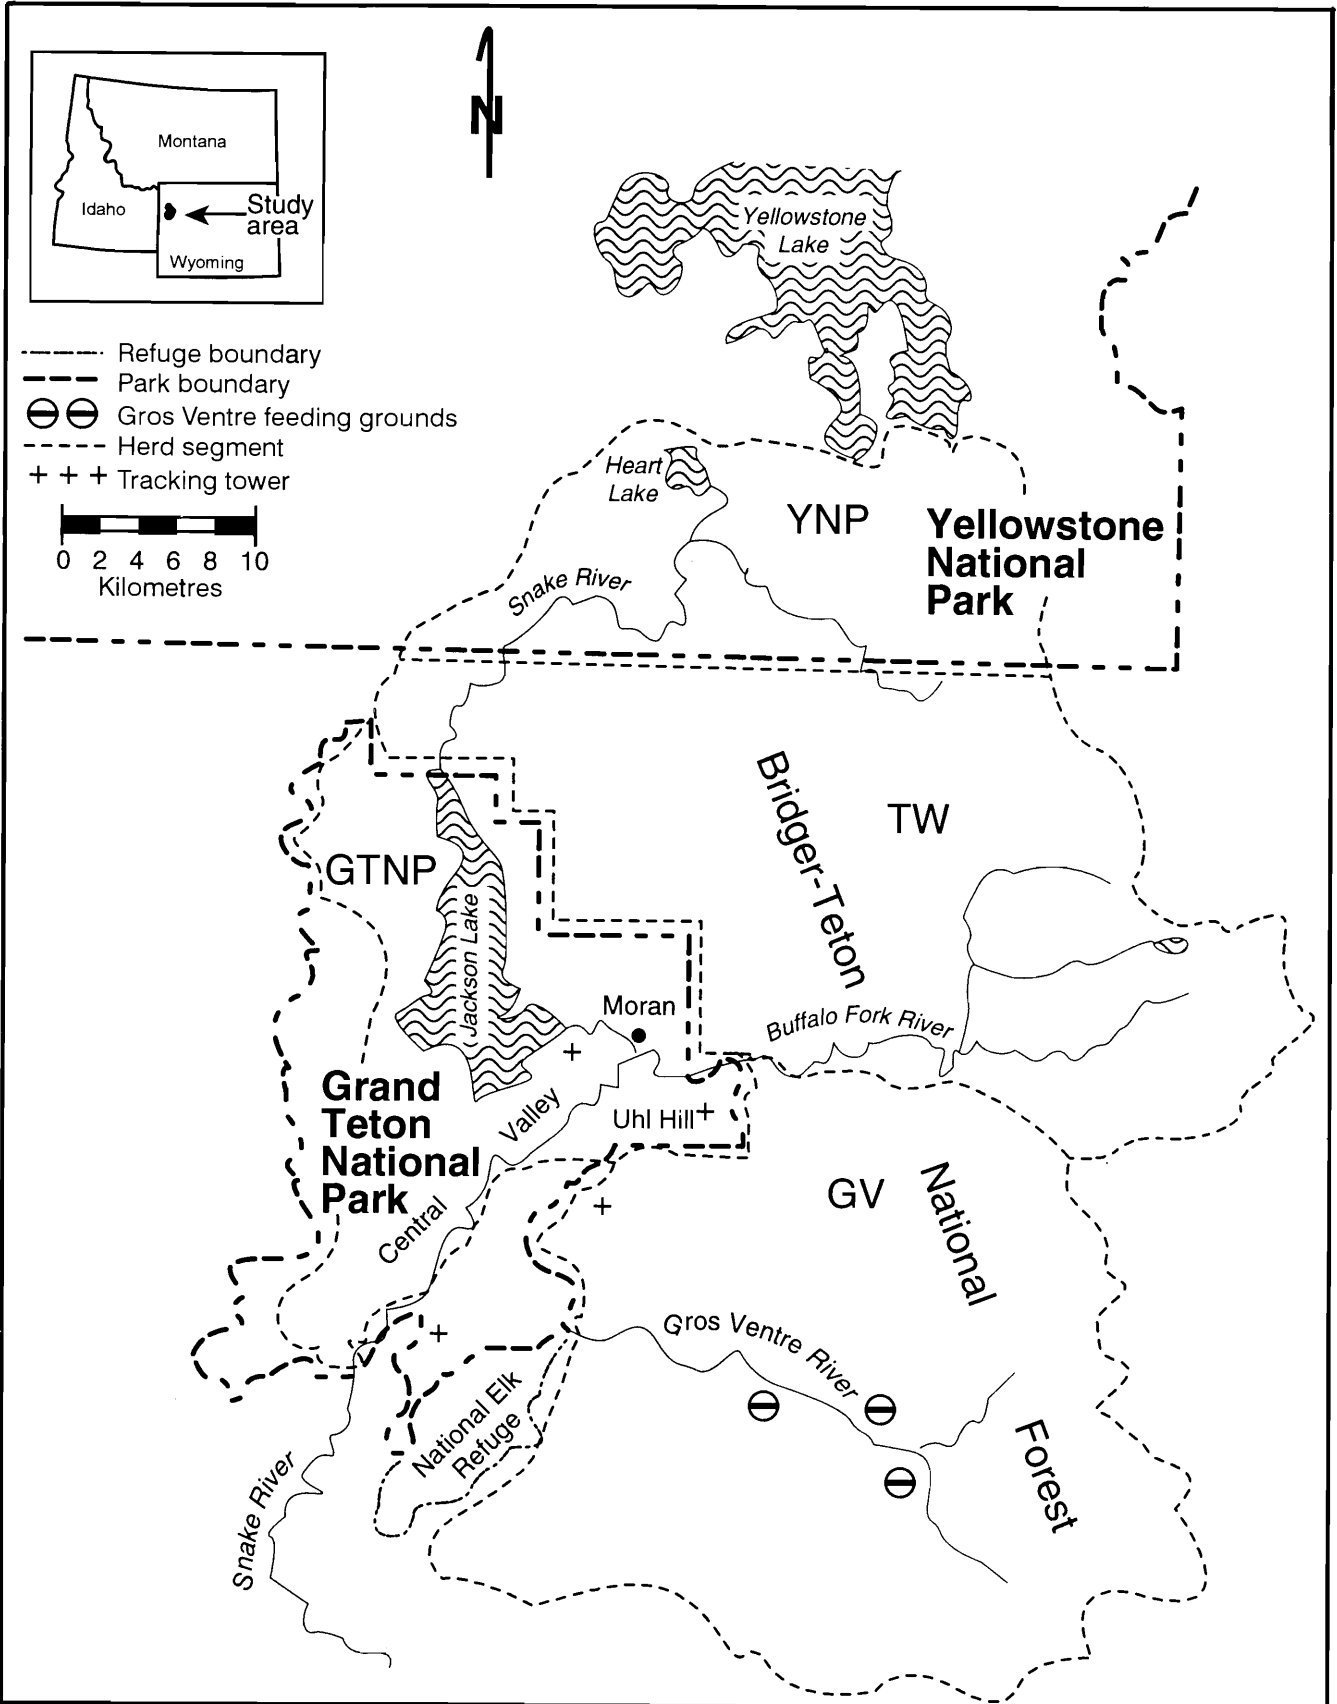 N
Montana
Idaho
Study
area
Wyoming
Refuge boundary
Park boundary
Gros Ventre feeding grounds
Herd segment
+ + + Tracking tower
0 2 4 6 8 10
Kilometres
Yellowstone
Lake
Heart
Lake
YNP
Yellowstone
National
Park
Snake River
Bridger-Teton
TW
GTNP
Jackson Lake
Moran
Buffalo Fork River
Grand
Teton
National
Park
Valley
Uhl Hill
Central
GV
National
Gros Ventre River
National Elk
Refuge
Forest
Snake River